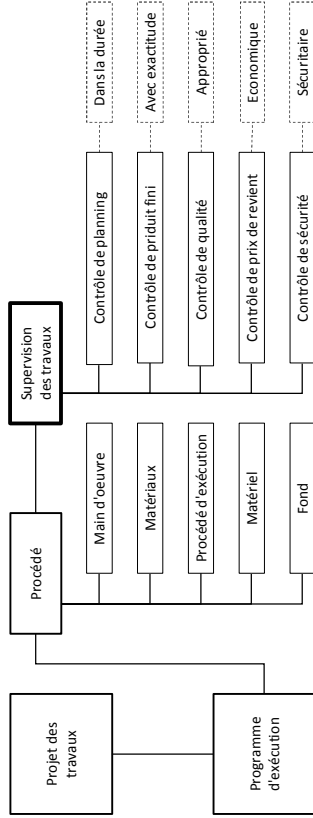 Projet des
travaux
Programme
d'exécution
Procédé
Main d'oeuvre
Matériaux
Procédé d'exécution
Matériel
Fond
Supervision
des travaux
Contrôle de planning
Contrôle de priduit fini
Contrôle de qualité
Contrôle de prix de revient
Contrôle de sécurité
Dans la durée
Avec exactitude
Approprié
Economique
Sécuritaire